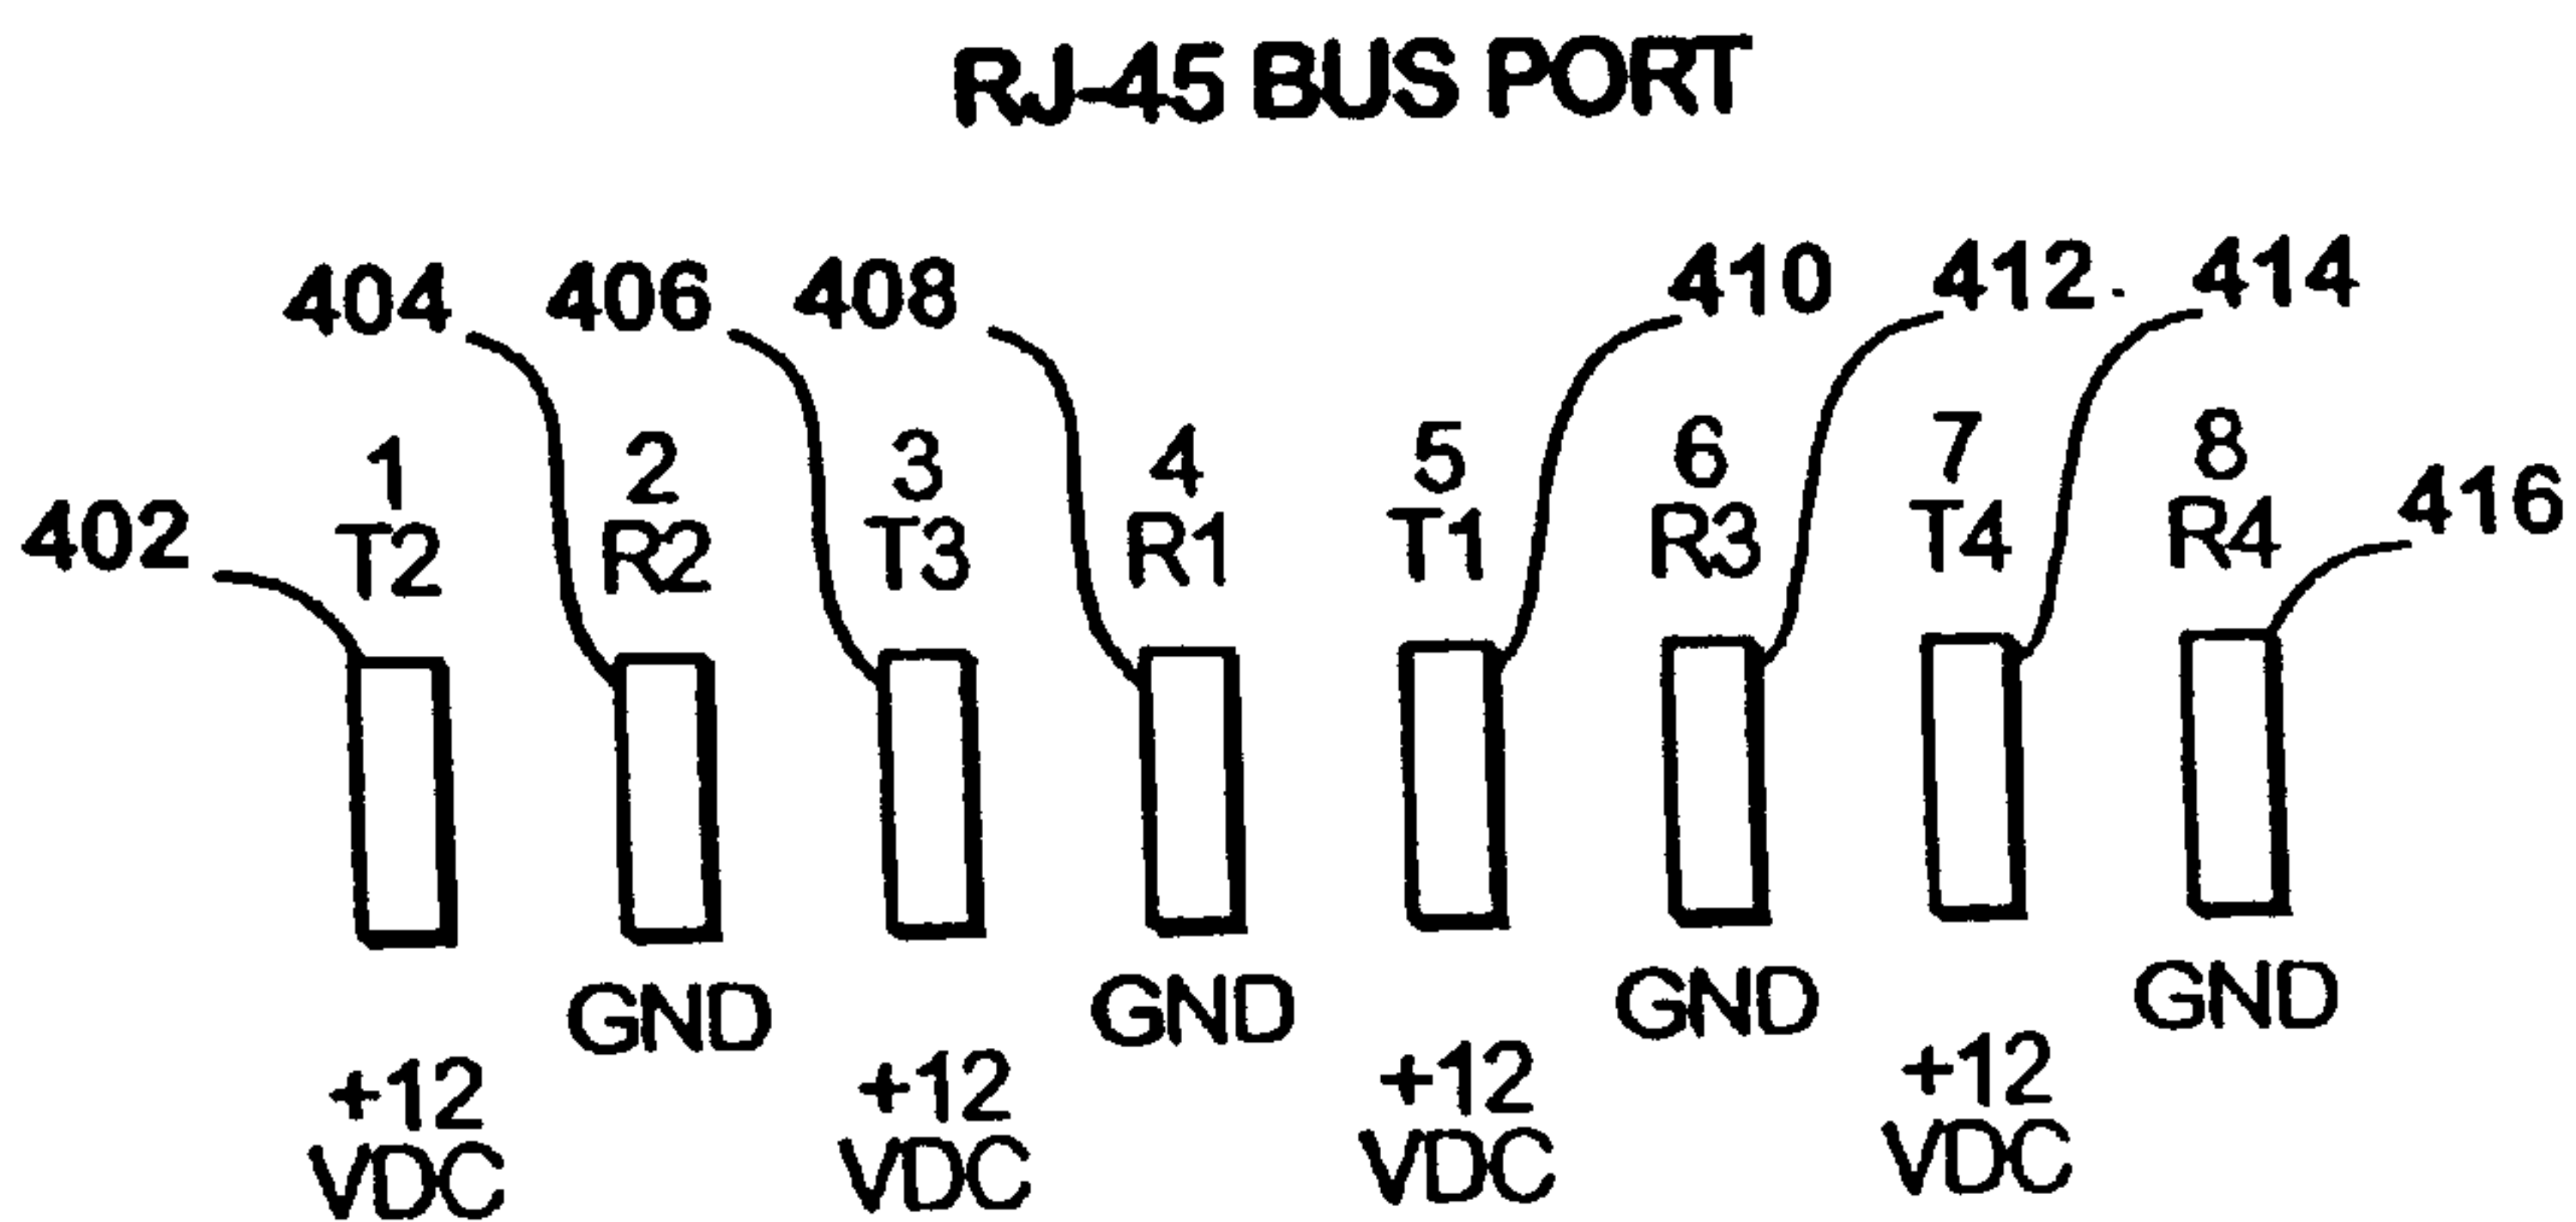 RJ-45 BUS PORT
404 406 408 410 412 414
1 2 3 4 5 6 7 8
402 T2 R2 T3 R1 T1 R3 T4 R4 416
GND GND GND GND
+12 +12 +12 +12
VDC VDC VDC VDC